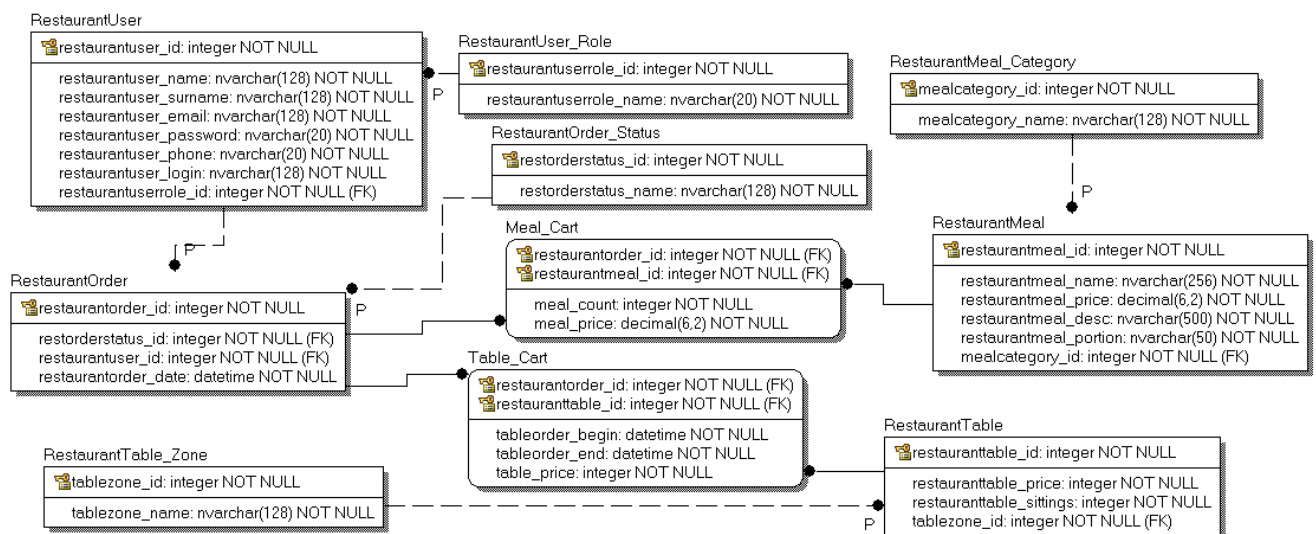 RestaurantUser
restaurantuser_id: integer NOT NULL
restaurantuser_name: nvarchar(128) NOT NULL
restaurantuser_surname: nvarchar(128) NOT NULL
restaurantuser_email: nvarchar(128) NOT NULL
restaurantuser_password: nvarchar(20) NOT NULL
restaurantuser_phone: nvarchar(20) NOT NULL
restaurantuser_login: nvarchar(128) NOT NULL
restaurantuserrole_id: integer NOT NULL (FK)
P
RestaurantUser_Role
restaurantuserrole_id: integer NOT NULL
restaurantuserrole_name: nvarchar(20) NOT NULL
RestaurantMeal_Category
mealcategory_id: integer NOT NULL
mealcategory_name: nvarchar(128) NOT NULL
P
RestaurantOrder_Status
restorderstatus_id: integer NOT NULL
restorderstatus_name: nvarchar(128) NOT NULL
P
RestaurantOrder
restaurantorder_id: integer NOT NULL
restorderstatus_id: integer NOT NULL (FK)
restaurantuser_id: integer NOT NULL (FK)
restaurantorder_date: datetime NOT NULL
P
Meal_Cart
restaurantorder_id: integer NOT NULL (FK)
restaurantmeal_id: integer NOT NULL (FK)
meal_count: integer NOT NULL
meal_price: decimal(6,2) NOT NULL
RestaurantMeal
restaurantmeal_id: integer NOT NULL
restaurantmeal_name: nvarchar(256) NOT NULL
restaurantmeal_price: decimal(6,2) NOT NULL
restaurantmeal_desc: nvarchar(500) NOT NULL
restaurantmeal_portion: nvarchar(50) NOT NULL
mealcategory_id: integer NOT NULL (FK)
Table_Cart
restaurantorder_id: integer NOT NULL (FK)
restauranttable_id: integer NOT NULL (FK)
tableorder_begin: datetime NOT NULL
tableorder_end: datetime NOT NULL
table_price: integer NOT NULL
RestaurantTable_Zone
tablezone_id: integer NOT NULL
tablezone_name: nvarchar(128) NOT NULL
P
RestaurantTable
restauranttable_id: integer NOT NULL
restauranttable_price: integer NOT NULL
restauranttable_sittings: integer NOT NULL
tablezone_id: integer NOT NULL (FK)